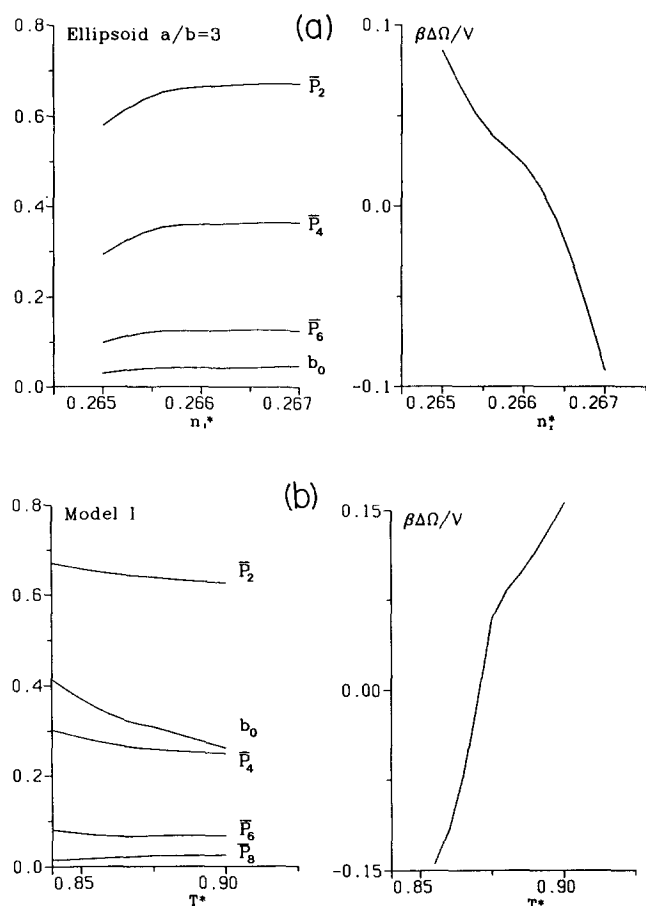 (a)
Ellipsoid a/b=3
0.8
0.6
0.4
0.2
0.0
P̅₂
P̅₄
P̅₆
b₀
0.265
0.266
0.267
n₁*
βΔΩ/V
0.1
0.0
-0.1
0.265
0.266
0.267
n₁*
(b)
Model I
0.8
0.6
0.4
0.2
0.0
P̅₂
b₀
P̅₄
P̅₆
P̅₈
0.85
0.90
T*
βΔΩ/V
0.15
0.00
-0.15
0.85
0.90
T*